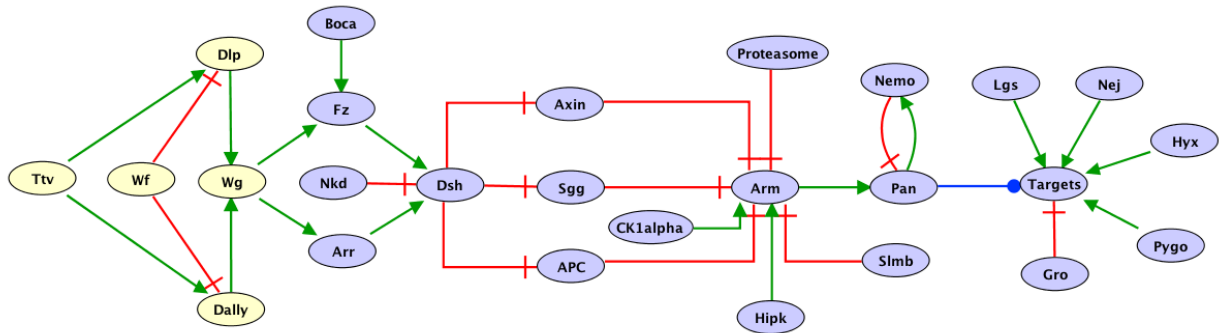 Boca
Dlp
Proteasome
Nemo
Lgs
Nej
Fz
Axin
Hyx
Ttv
Wf
Wg
Nkd
Dsh
Sgg
Arm
Pan
Targets
CK1alpha
Arr
APC
Slmb
Gro
Pygo
Dally
Hipk